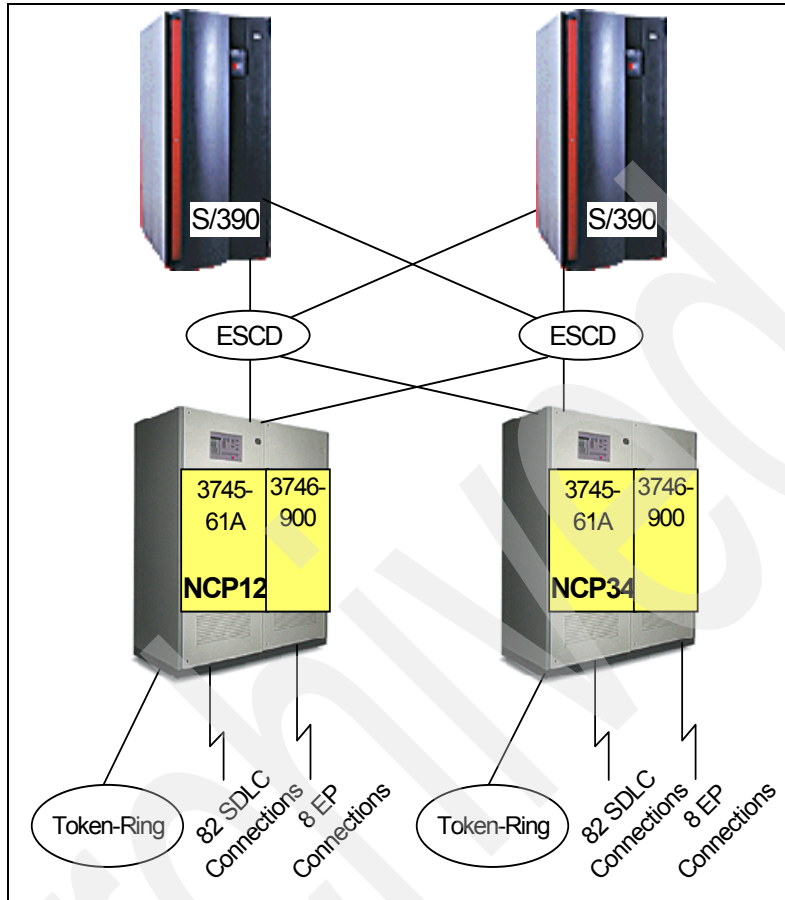 S/390
S/390
ESCD
ESCD
3745-
61A
3746-
900
NCP12
3745-
61A
3746-
900
NCP34
Token-Ring
82 SDLC
Connections
8 EP
Connections
Token-Ring
82 SDLC
Connections
8 EP
Connections